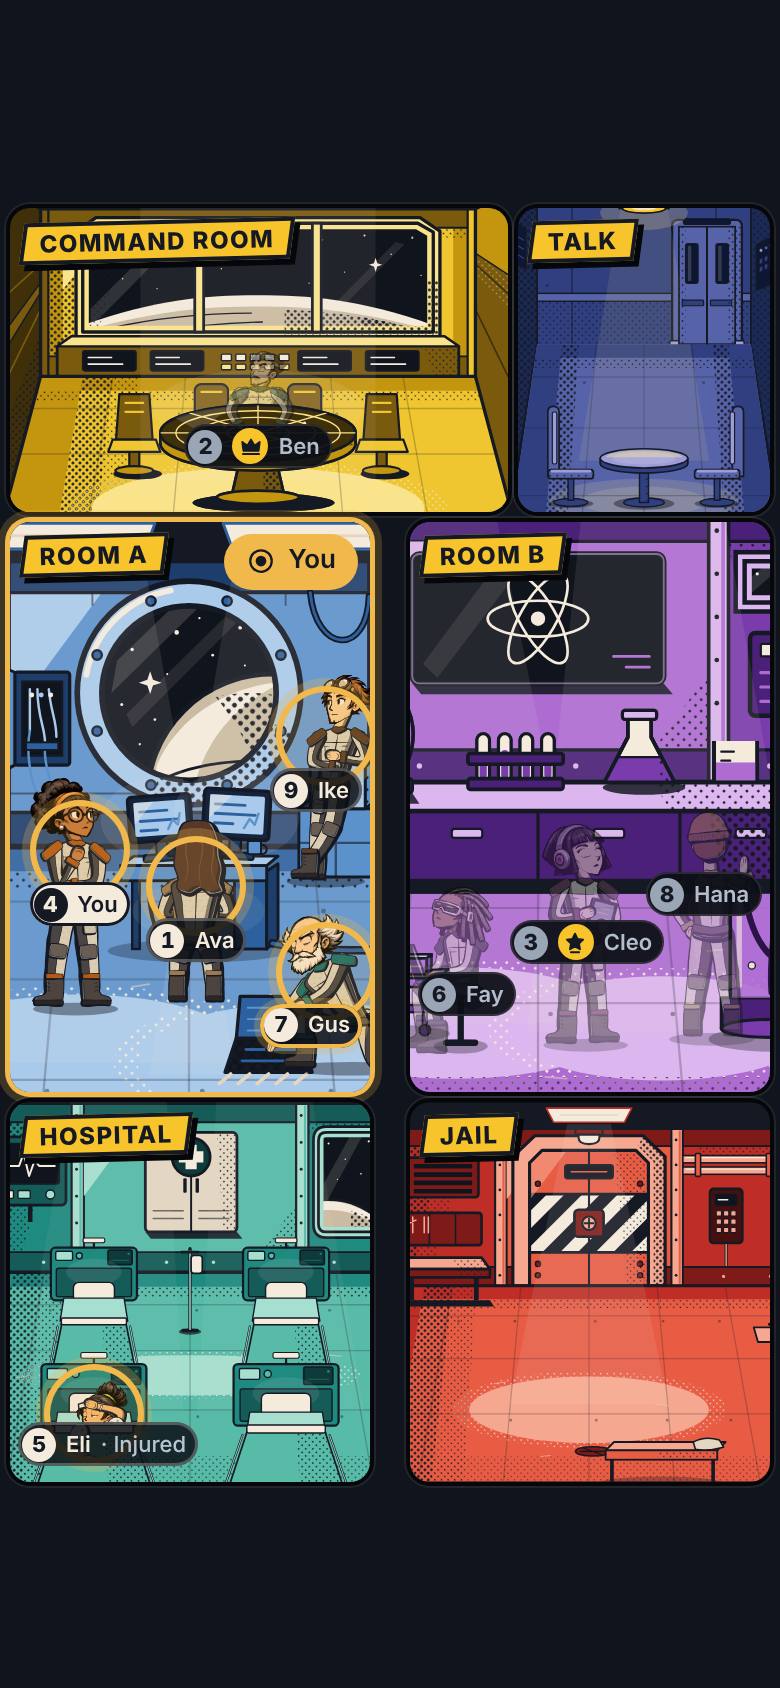 COMMAND ROOM
TALK
2 Ben
ROOM A
You
ROOM B
9 Ike
4 You
1 Ava
8 Hana
3 Cleo
6 Fay
7 Gus
HOSPITAL
JAIL
5 Eli · Injured